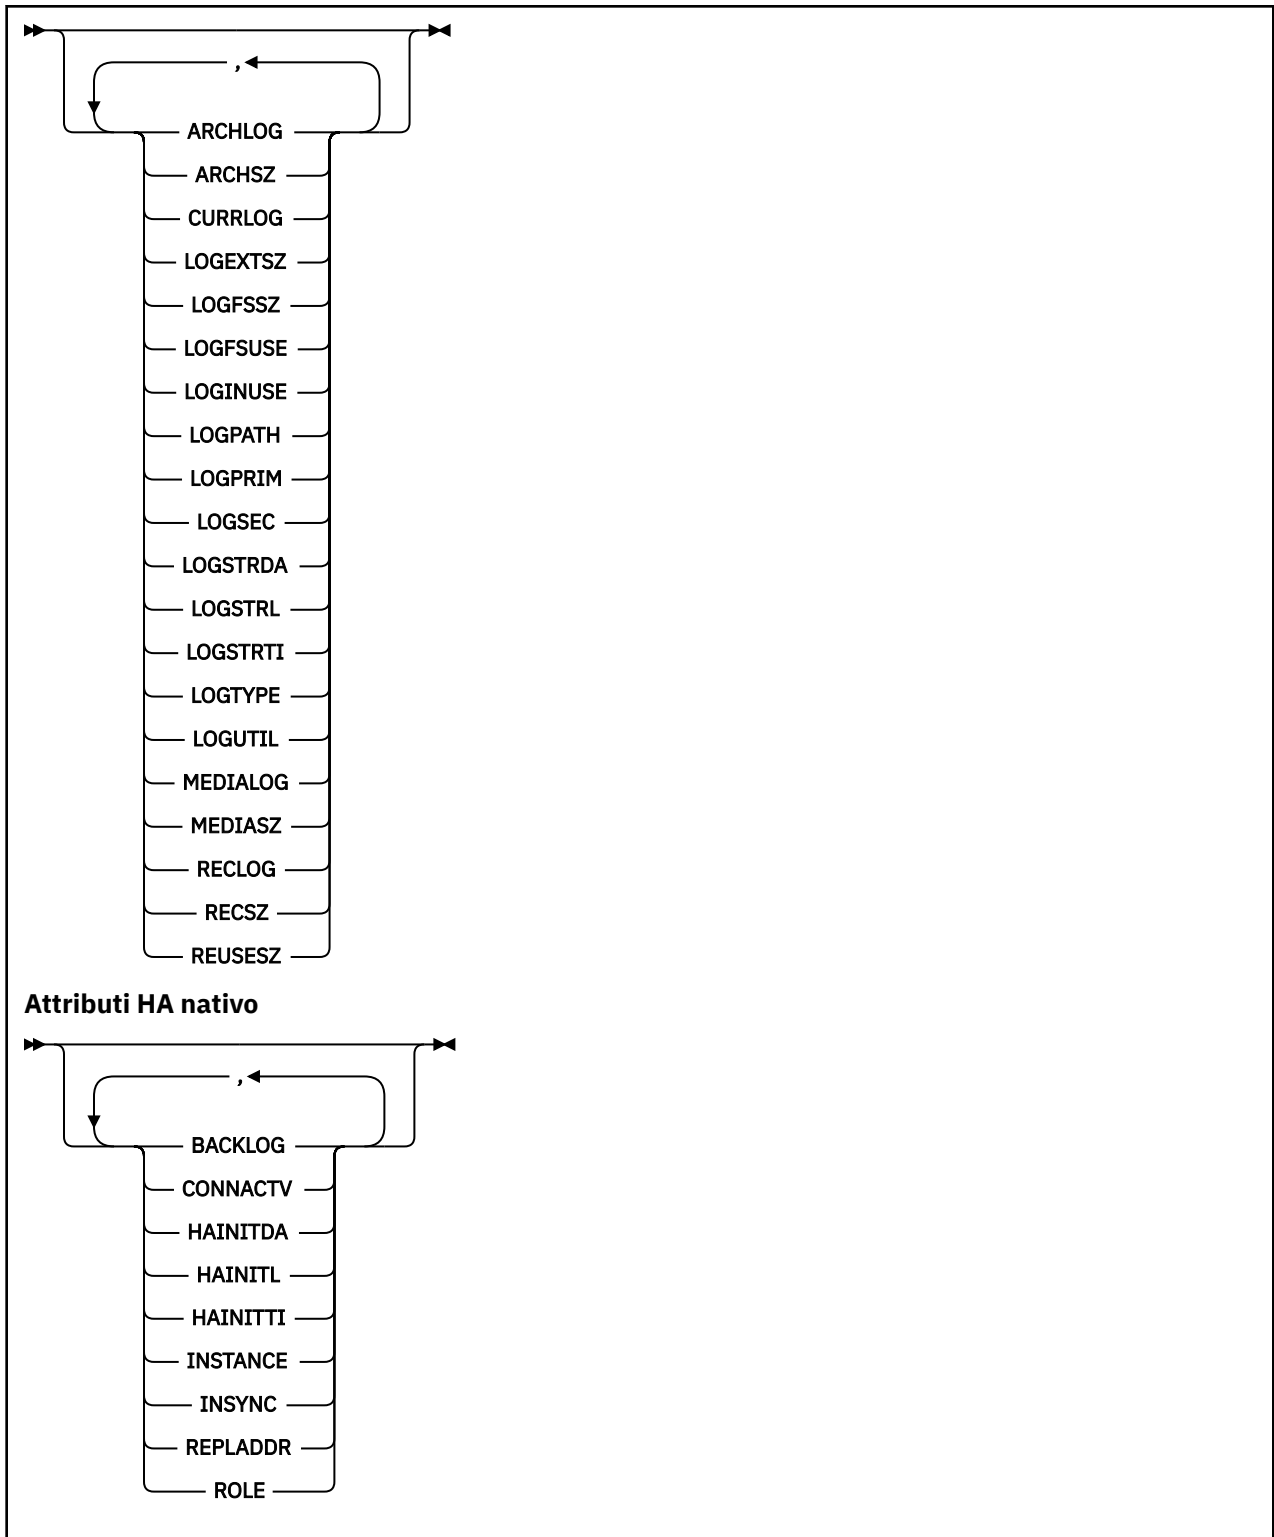 ,
ARCHLOG
ARCHSZ
CURRLOG
LOGEXTSZ
LOGFSSZ
LOGFSUSE
LOGINUSE
LOGPATH
LOGPRIM
LOGSEC
LOGSTRDA
LOGSTRL
LOGSTRTI
LOGTYPE
LOGUTIL
MEDIALOG
MEDIASZ
RECLOG
RECSZ
REUSESZ
Attributi HA nativo
,
BACKLOG
CONNACTV
HAINITDA
HAINITL
HAINITTI
INSTANCE
INSYNC
REPLADDR
ROLE